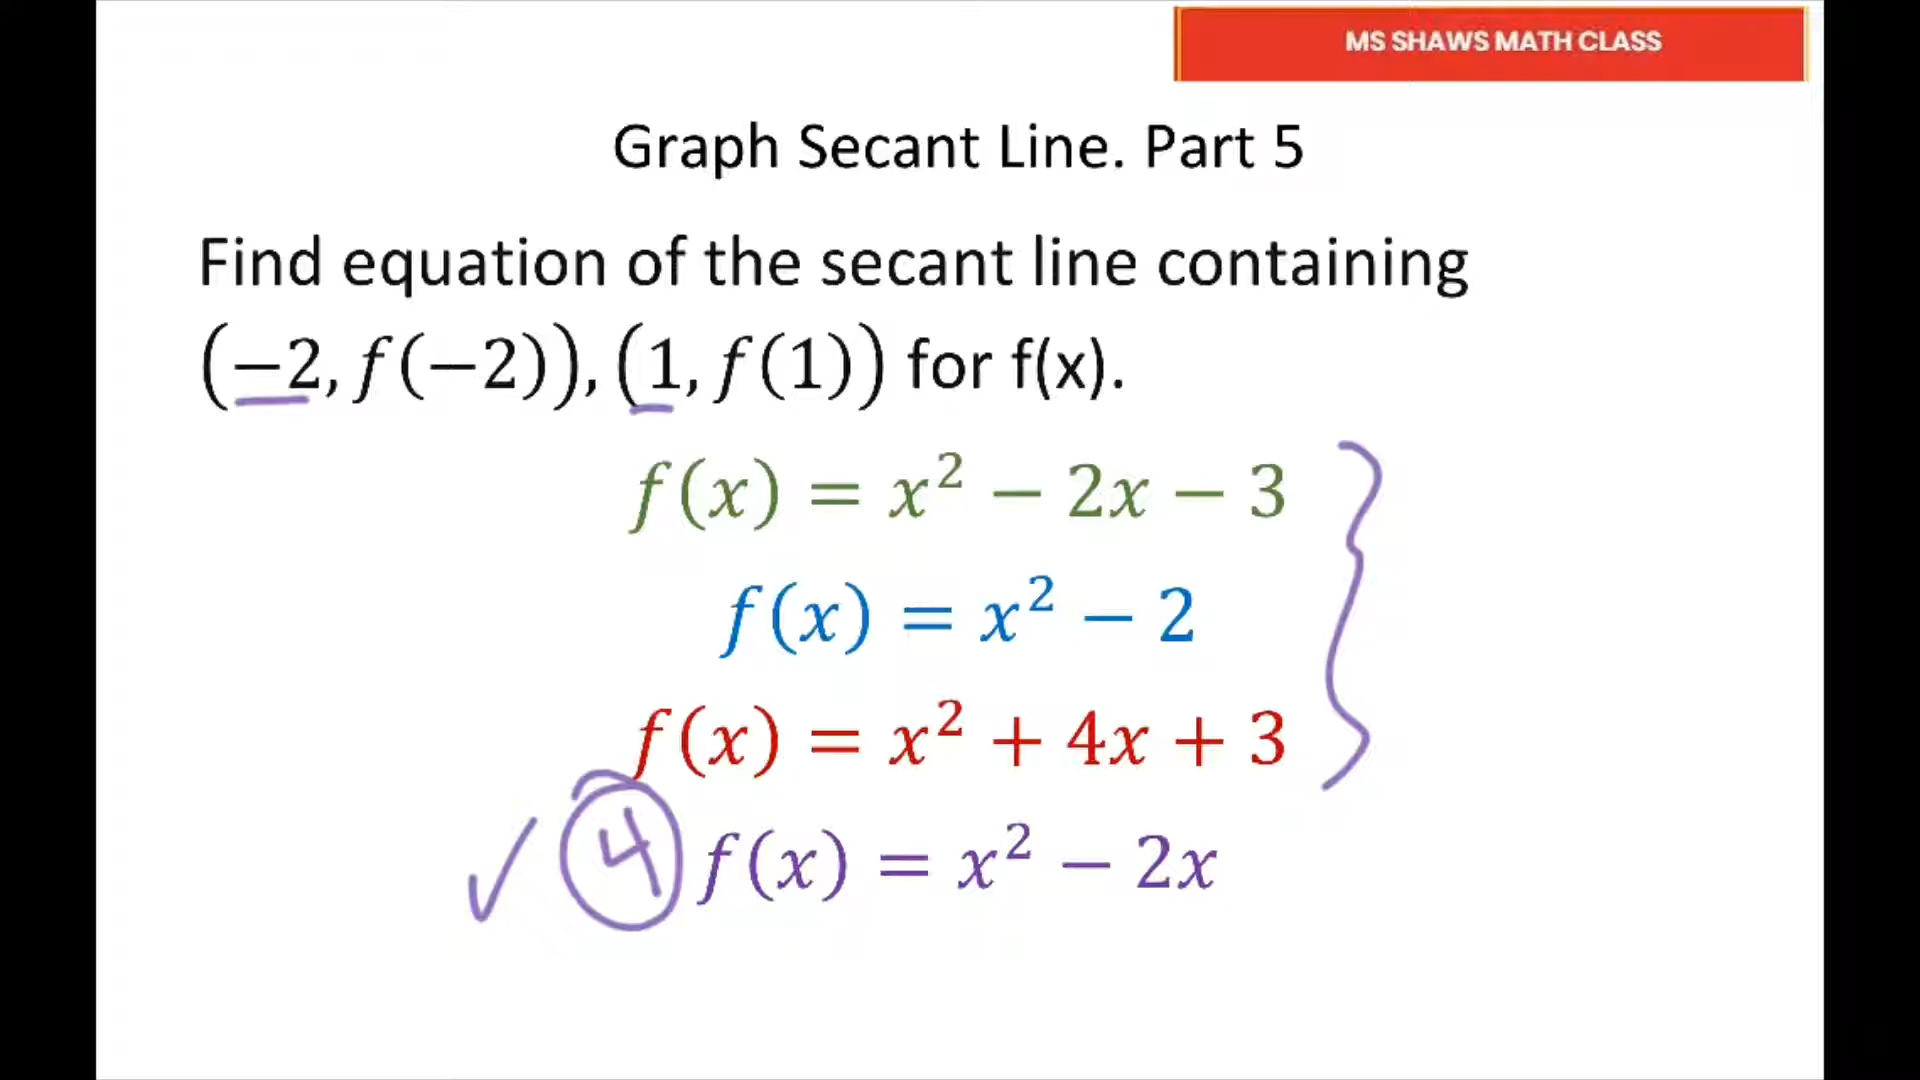 MS SHAWS MATH CLASS
Graph Secant Line. Part 5
Find equation of the secant line containing
(−2, f(−2)), (1, f(1)) for f(x).
f(x) = x² − 2x − 3
f(x) = x² − 2
f(x) = x² + 4x + 3
4 f(x) = x² − 2x